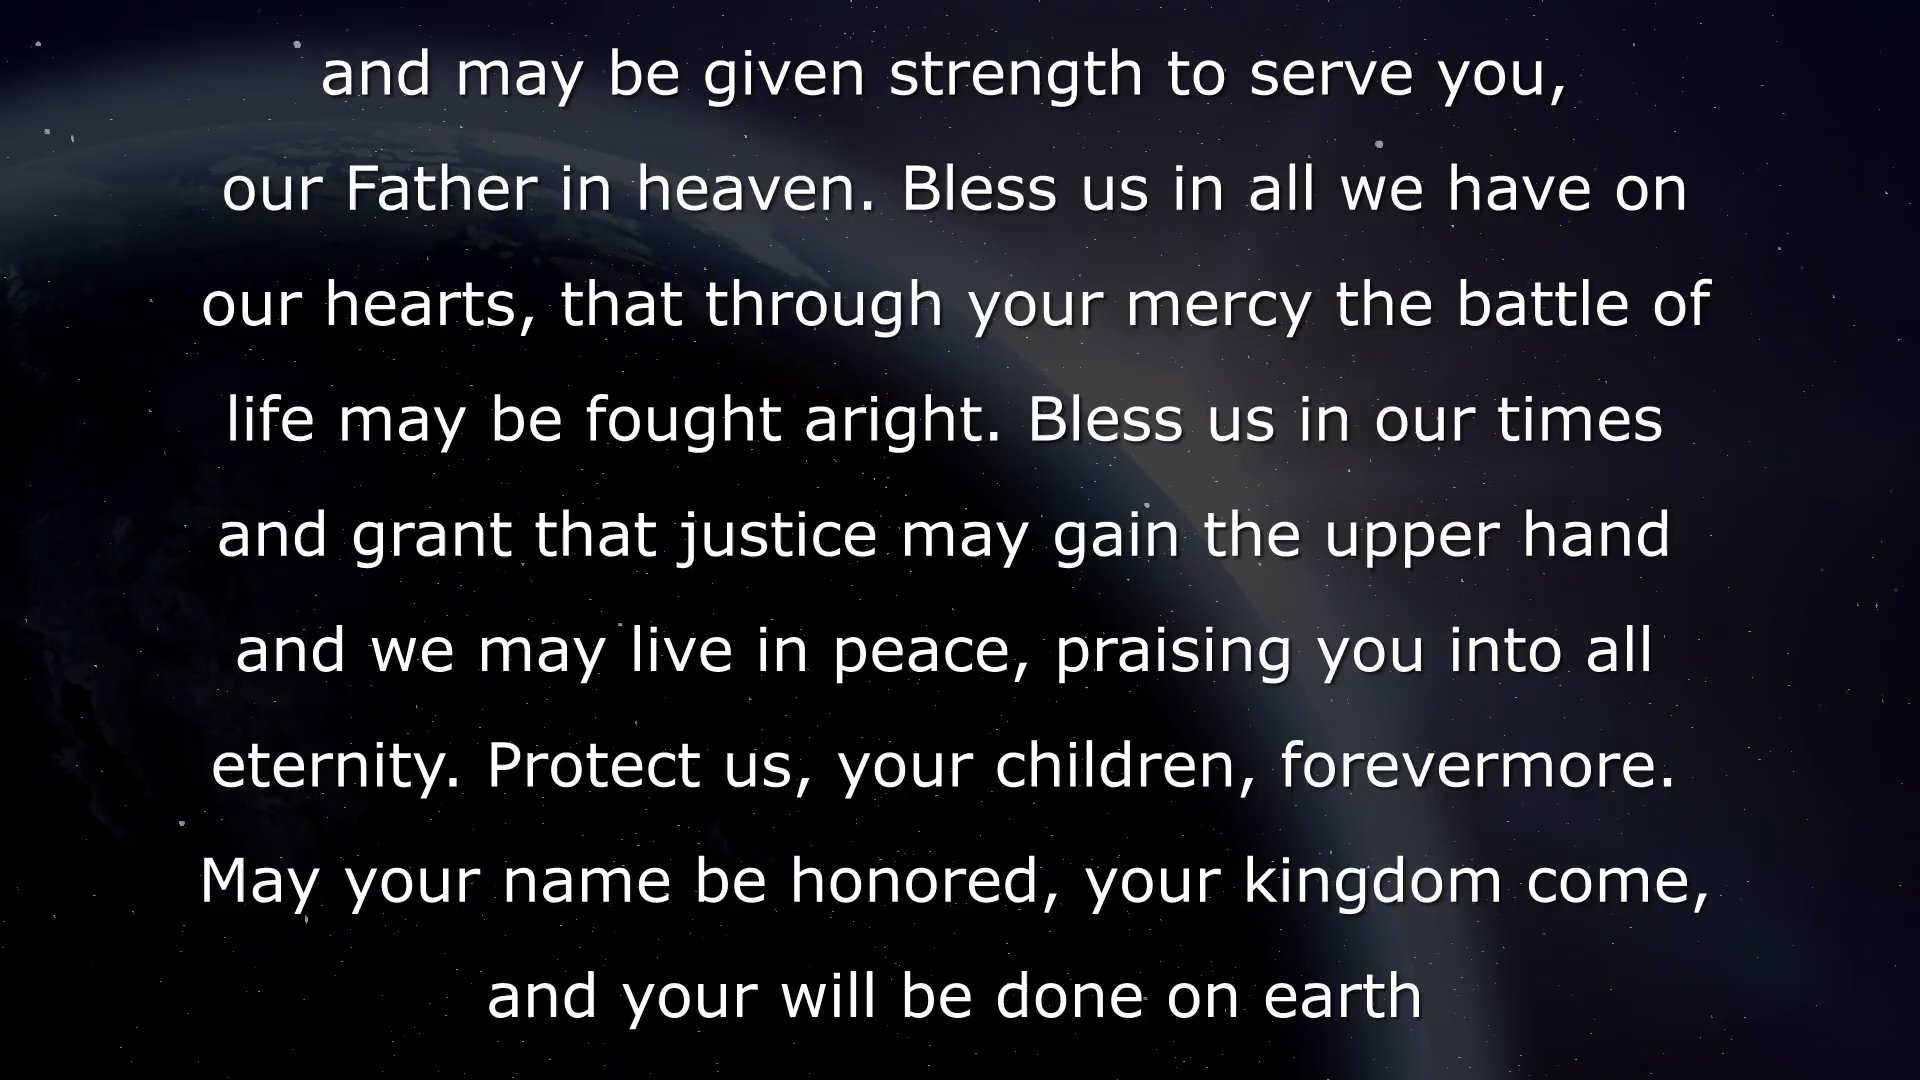 and may be given strength to serve you,
our Father in heaven. Bless us in all we have on
our hearts, that through your mercy the battle of
life may be fought aright. Bless us in our times
and grant that justice may gain the upper hand
and we may live in peace, praising you into all
eternity. Protect us, your children, forevermore.
May your name be honored, your kingdom come,
and your will be done on earth